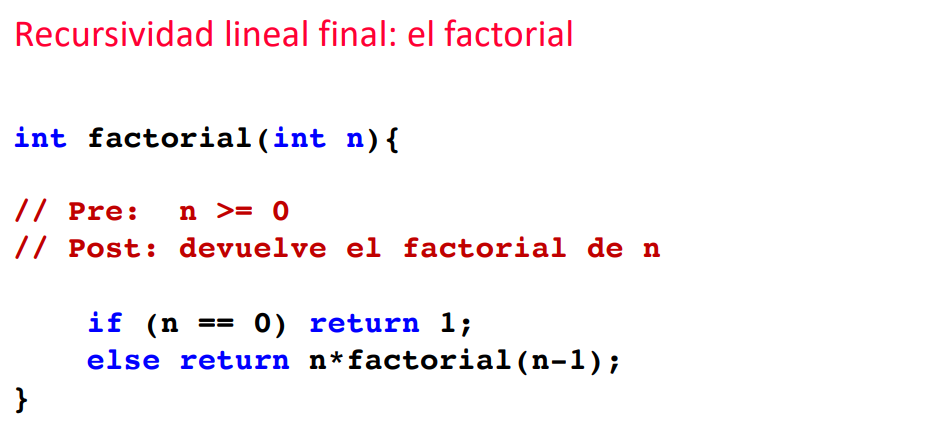 Recursividad lineal final: el factorial
int factorial(int n){
// Pre:  n >= 0
// Post: devuelve el factorial de n
    if (n == 0) return 1;
    else return n*factorial(n-1);
}